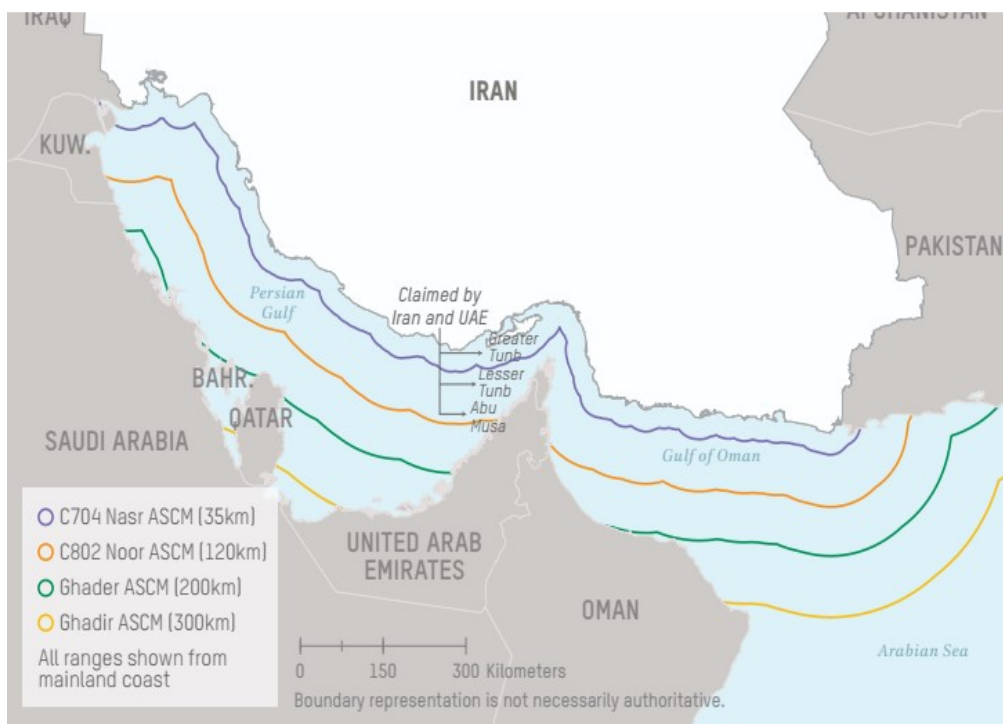 IRAQ
AFGHANISTAN
IRAN
KUW.
PAKISTAN
Persian
Gulf
Claimed by
Iran and UAE
Greater
Tunb
Lesser
Tunb
Abu
Musa
BAHR.
QATAR
SAUDI ARABIA
Gulf of Oman
UNITED ARAB
EMIRATES
OMAN
Arabian Sea
C704 Nasr ASCM (35km)
C802 Noor ASCM (120km)
Ghader ASCM (200km)
Ghadir ASCM (300km)
All ranges shown from
mainland coast
0 150 300 Kilometers
Boundary representation is not necessarily authoritative.